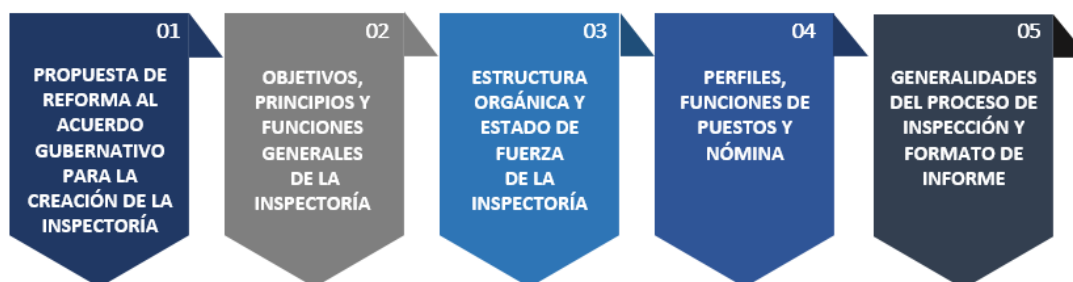 01
PROPUESTA DE
REFORMA AL
ACUERDO
GUBERNATIVO
PARA LA
CREACIÓN DE LA
INSPECTORÍA
02
OBJETIVOS,
PRINCIPIOS Y
FUNCIONES
GENERALES
DE LA
INSPECTORÍA
03
ESTRUCTURA
ORGÁNICA Y
ESTADO DE
FUERZA
DE LA
INSPECTORÍA
04
PERFILES,
FUNCIONES DE
PUESTOS Y
NÓMINA
05
GENERALIDADES
DEL PROCESO DE
INSPECCIÓN Y
FORMATO DE
INFORME